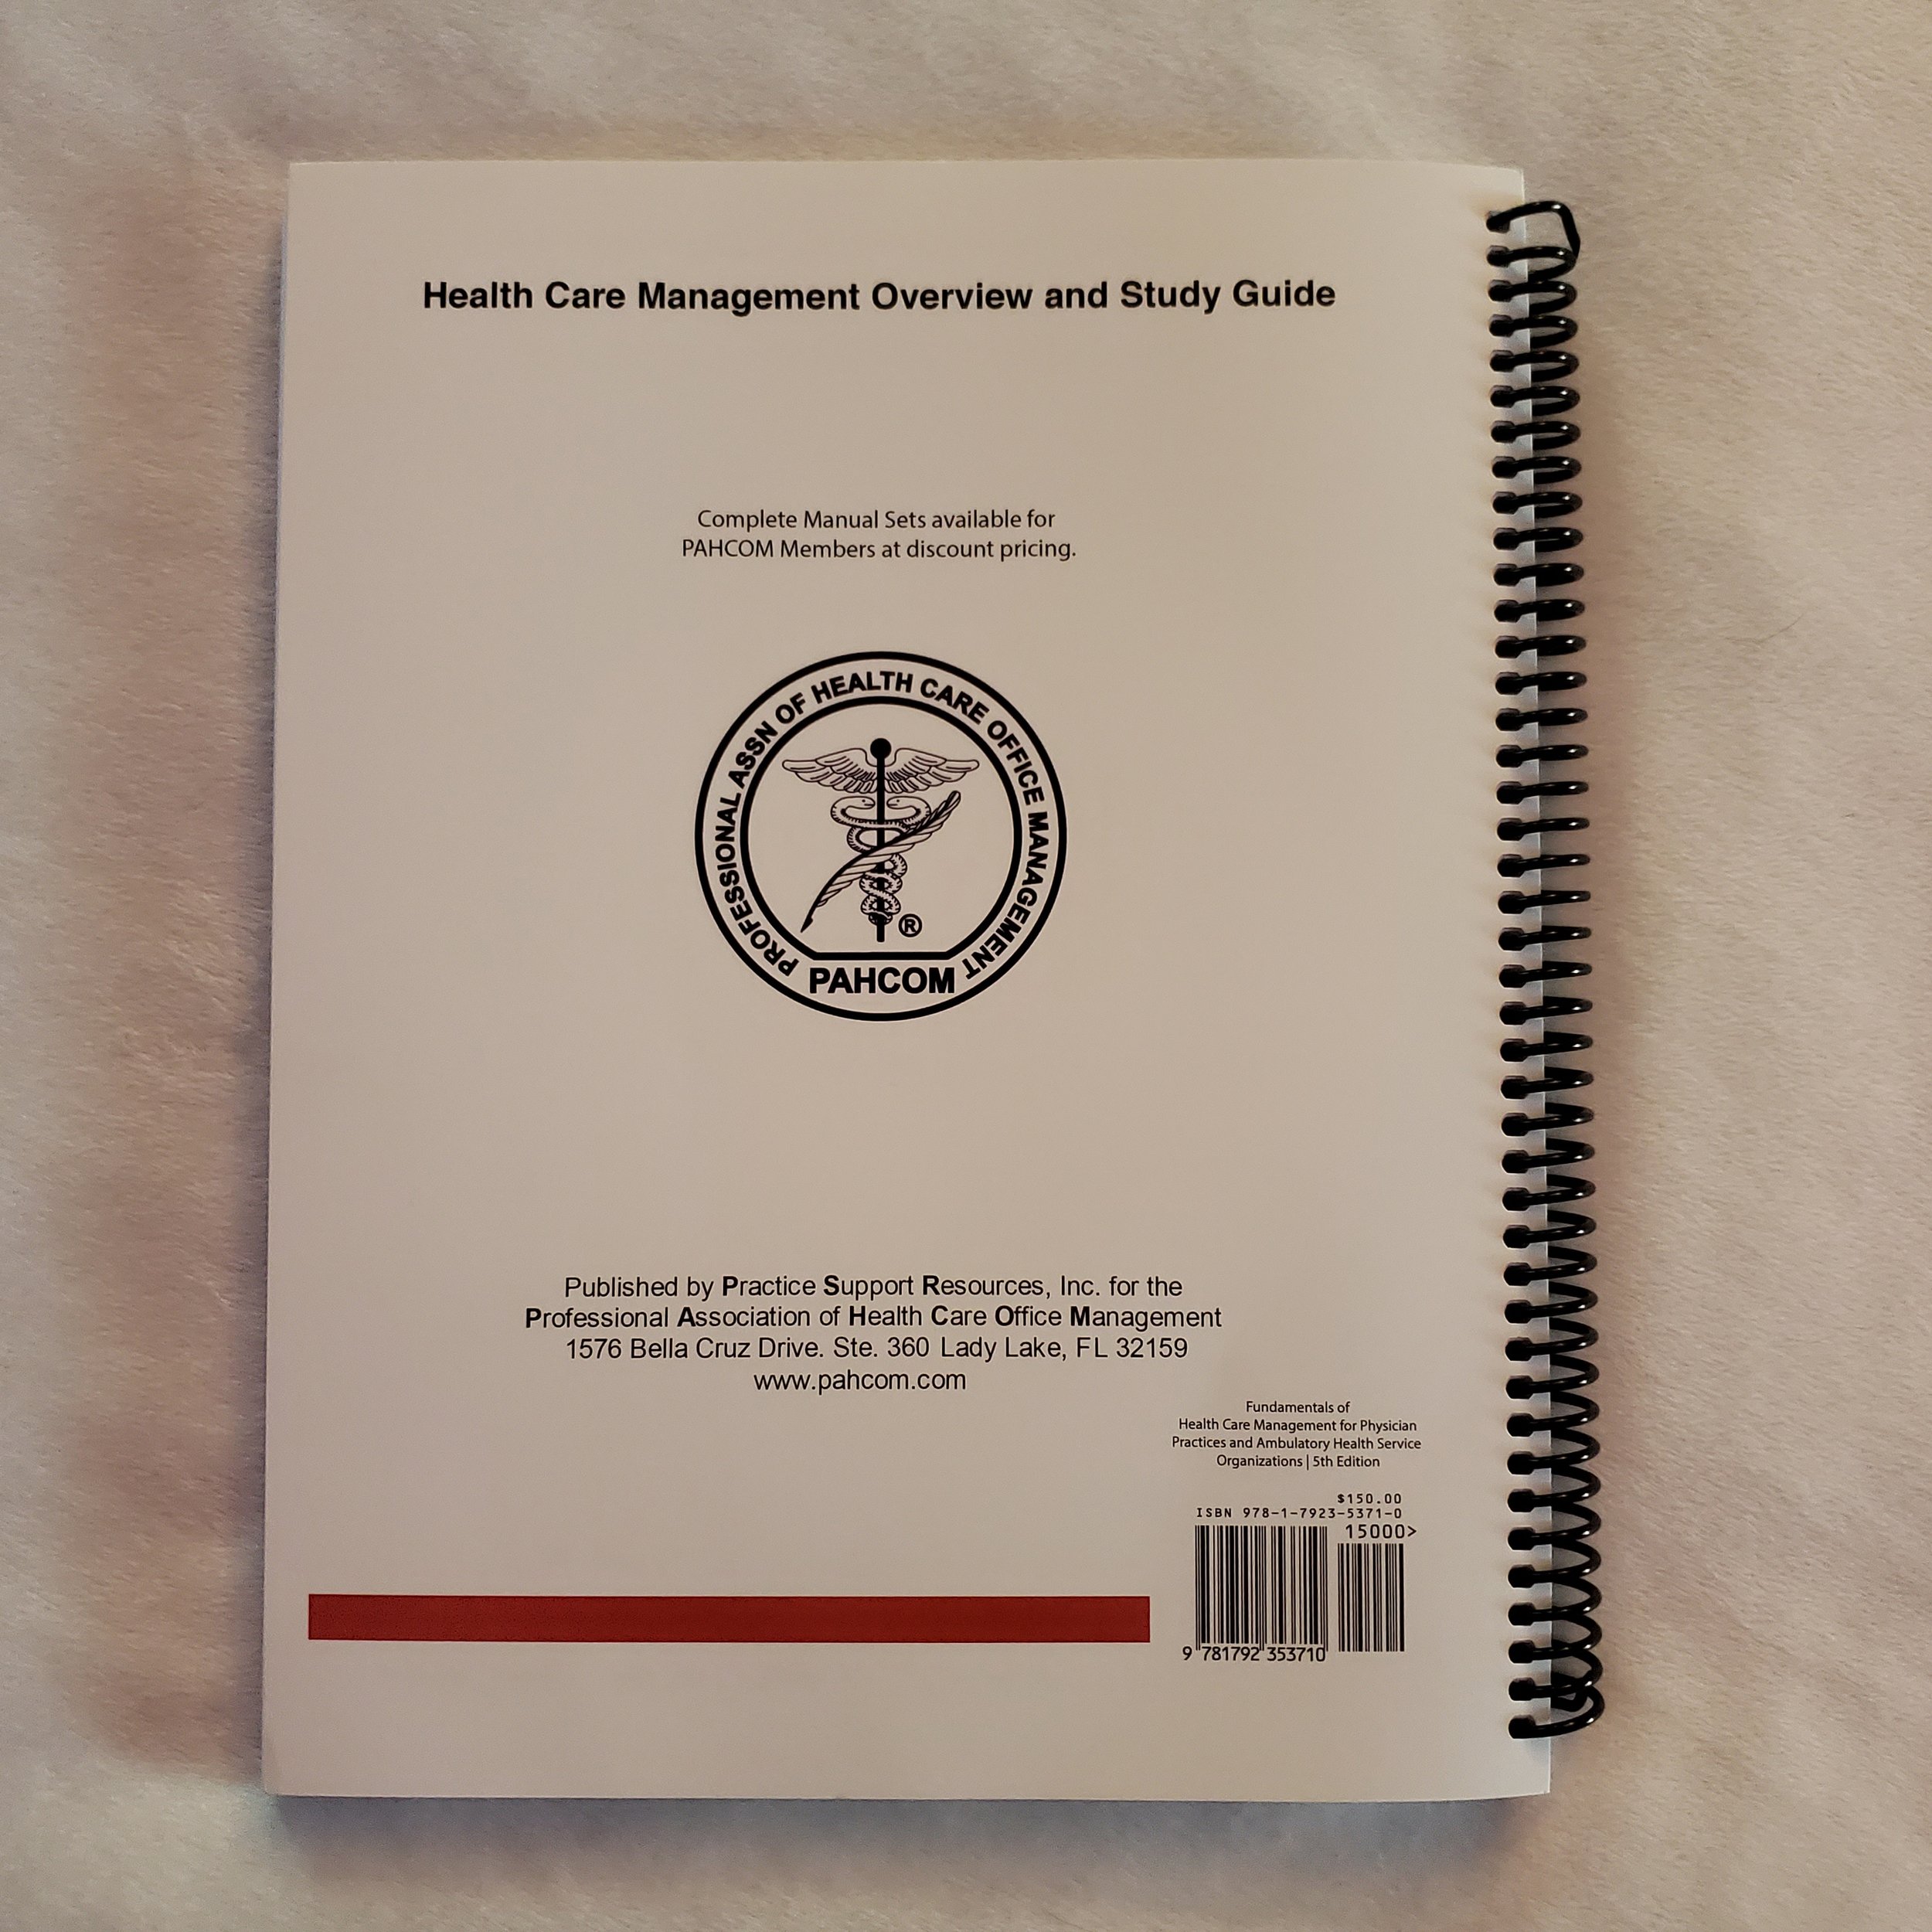 Health Care Management Overview and Study Guide
Complete Manual Sets available for
PAHCOM Members at discount pricing.
PROFESSIONAL ASSN OF HEALTH CARE OFFICE MANAGEMENT
®
PAHCOM
Published by Practice Support Resources, Inc. for the
Professional Association of Health Care Office Management
1576 Bella Cruz Drive. Ste. 360 Lady Lake, FL 32159
www.pahcom.com
Fundamentals of
Health Care Management for Physician
Practices and Ambulatory Health Service
Organizations | 5th Edition
$150.00
ISBN 978-1-7923-5371-0
15000>
9 781792 353710